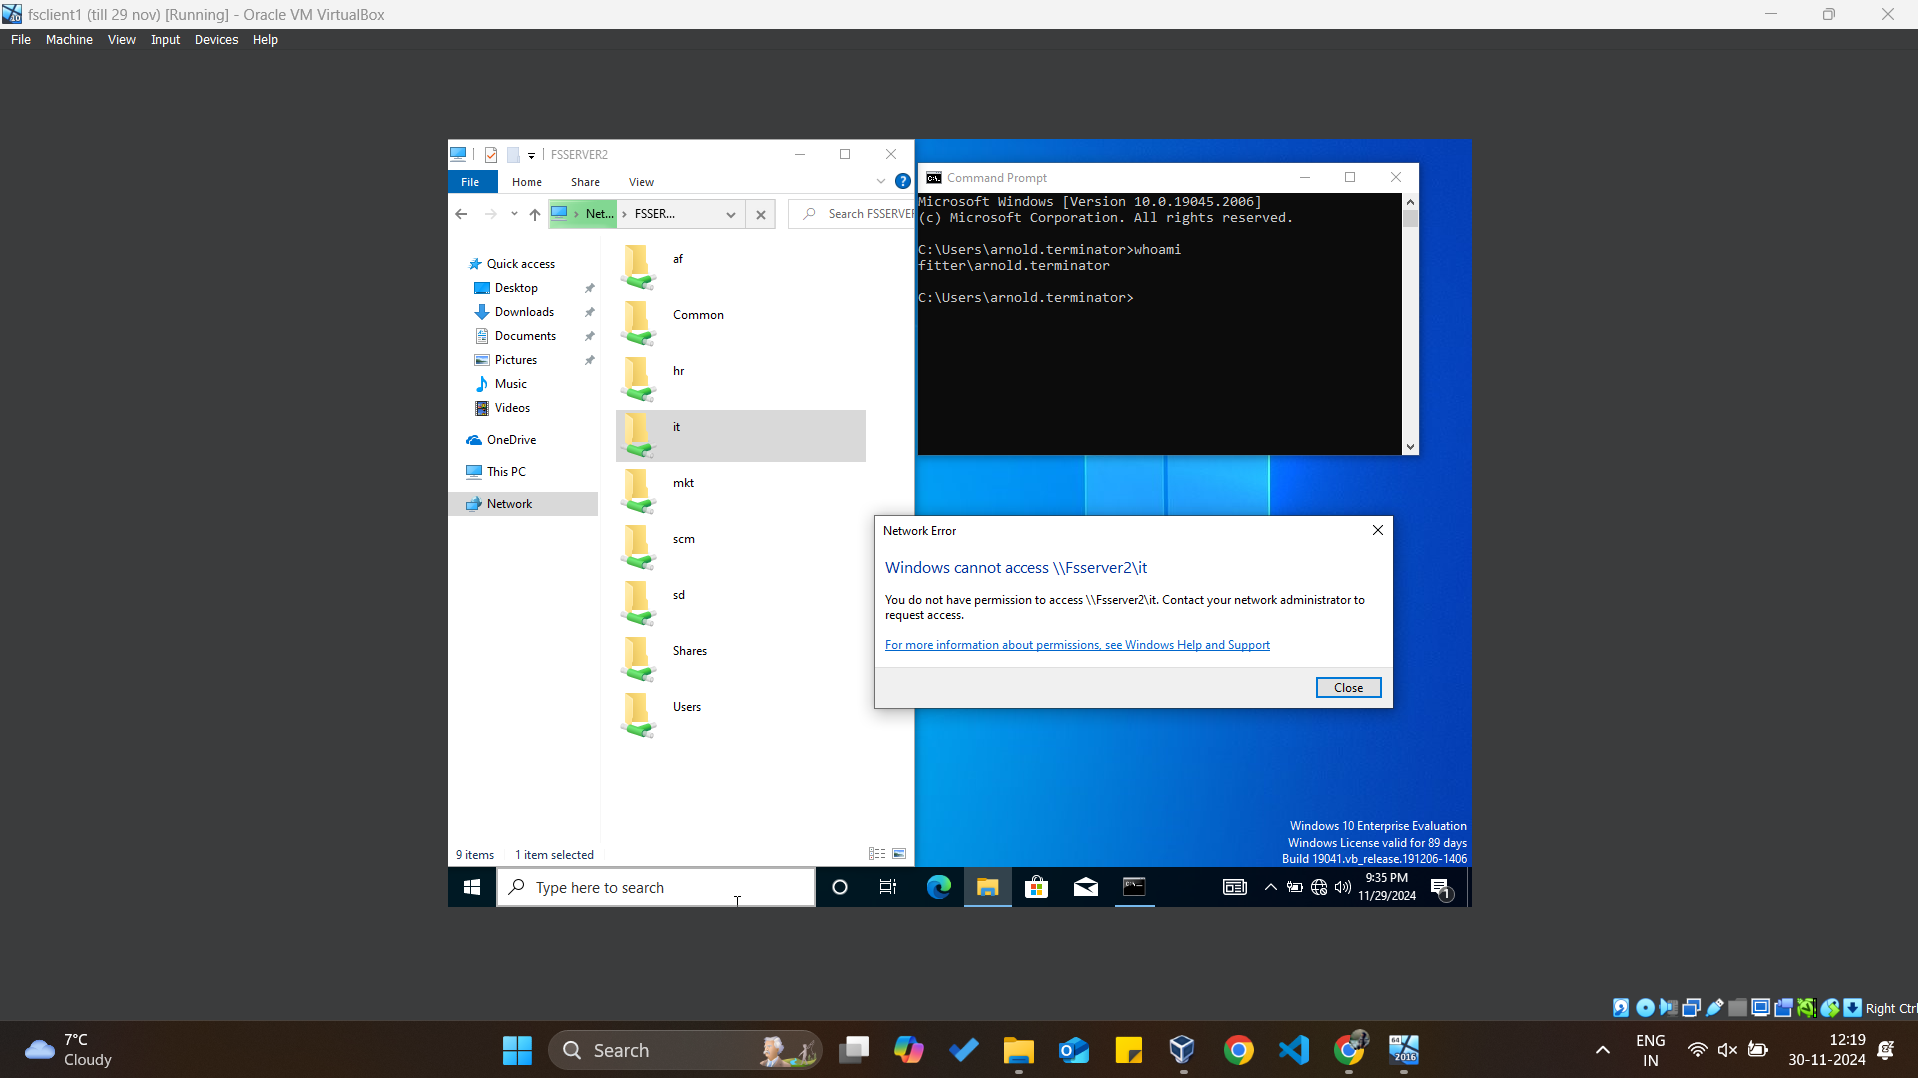 fsclient1 (till 29 nov) [Running] - Oracle VM VirtualBox
File Machine View Input Devices Help
FSSERVER2
File Home Share View
Net... FSSER... Search FSSERVER
Quick access
Desktop
Downloads
Documents
Pictures
Music
Videos
OneDrive
This PC
Network
af
Common
hr
it
mkt
scm
sd
Shares
Users
9 items 1 item selected
Command Prompt
Microsoft Windows [Version 10.0.19045.2006]
(c) Microsoft Corporation. All rights reserved.
C:\Users\arnold.terminator>whoami
fitter\arnold.terminator
C:\Users\arnold.terminator>
Network Error
Windows cannot access \\Fsserver2\it
You do not have permission to access \\Fsserver2\it. Contact your network administrator to
request access.
For more information about permissions, see Windows Help and Support
Close
Windows 10 Enterprise Evaluation
Windows License valid for 89 days
Build 19041.vb_release.191206-1406
Type here to search
9:35 PM
11/29/2024
1
Right Ctrl
7°C
Cloudy
Search
64
2016
ENG
IN
12:19
30-11-2024